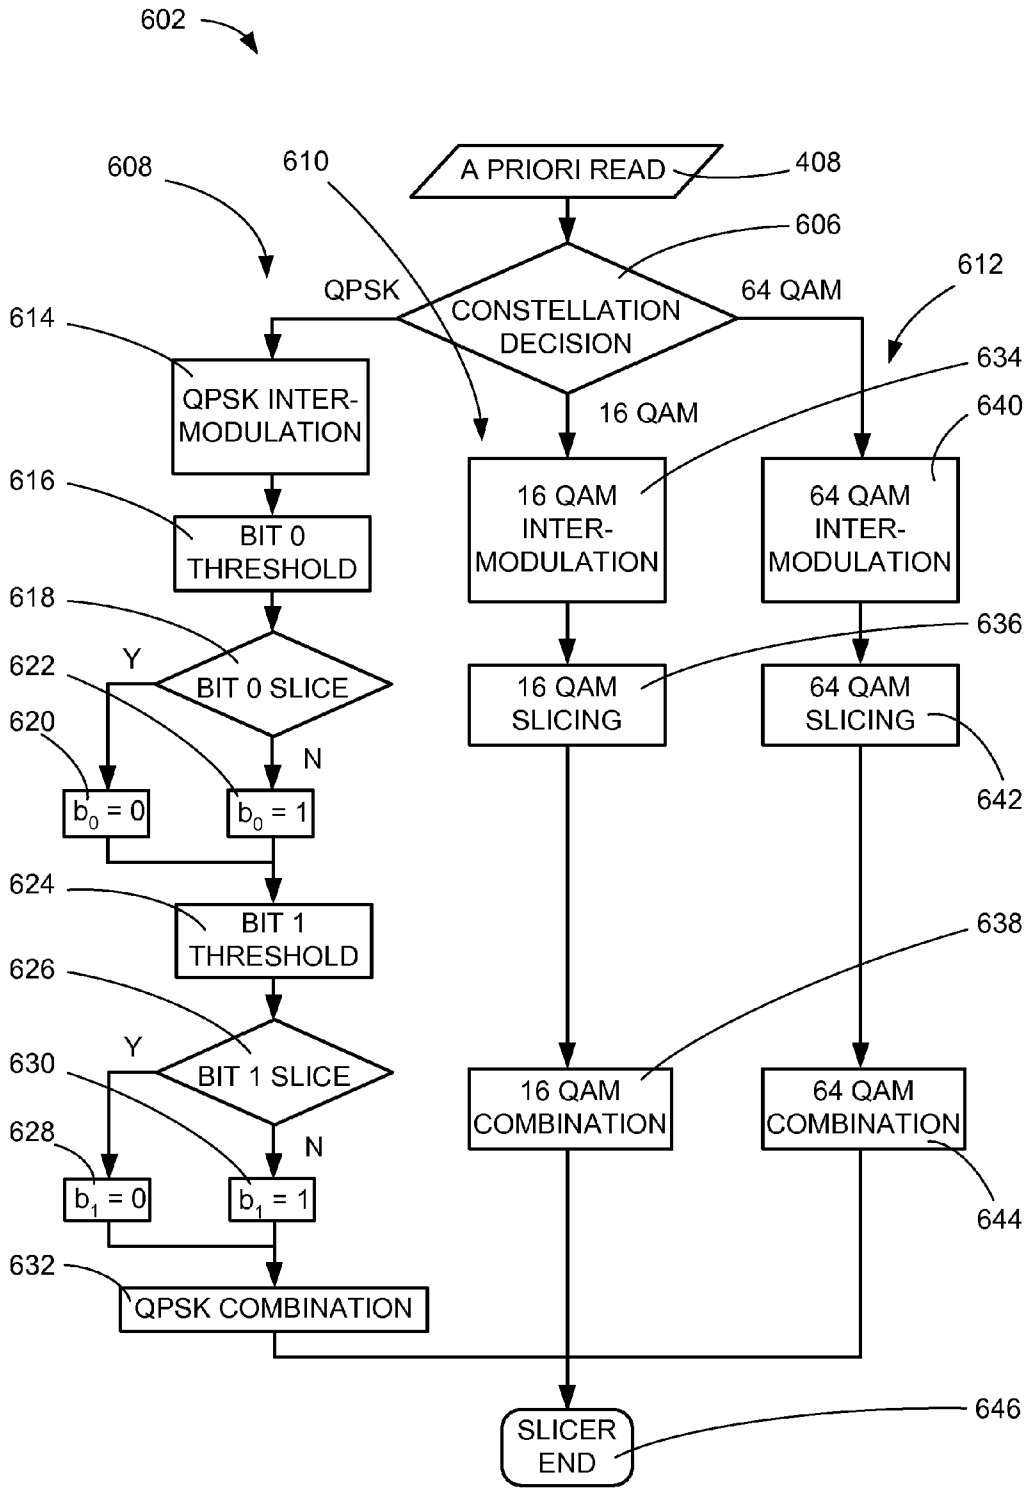 602
608
610
A PRIORI READ
408
606
612
QPSK
CONSTELLATION
DECISION
64 QAM
614
634
16 QAM
640
QPSK INTER-
MODULATION
616
16 QAM
INTER-
MODULATION
64 QAM
INTER-
MODULATION
BIT 0
THRESHOLD
618
636
Y
622
BIT 0 SLICE
16 QAM
SLICING
64 QAM
SLICING
620
N
642
b0 = 0
b0 = 1
624
BIT 1
THRESHOLD
638
626
Y
630
BIT 1 SLICE
16 QAM
COMBINATION
64 QAM
COMBINATION
628
N
b1 = 0
b1 = 1
644
632
QPSK COMBINATION
646
SLICER
END